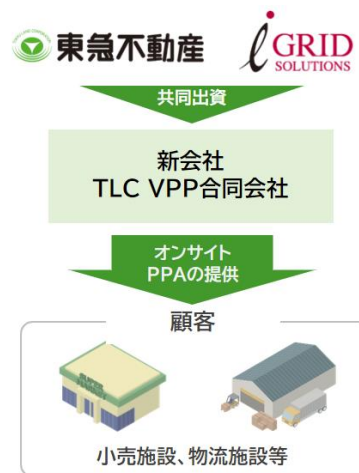 東急不動産
i GRID
SOLUTIONS
共同出資
新会社
TLC VPP合同会社
オンサイト
PPAの提供
顧客
小売施設、物流施設等